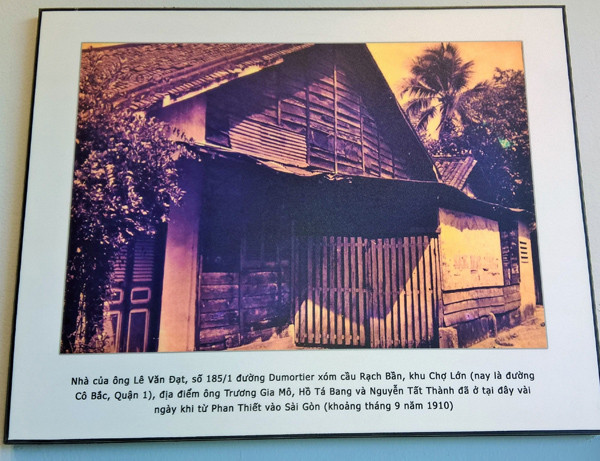 Nhà của ông Lê Văn Đạt, số 185/1 đường Dumortier xóm cầu Rạch Bần, khu Chợ Lớn (nay là đường
Cô Bắc, Quận 1), địa điểm ông Trương Gia Mô, Hồ Tá Bang và Nguyễn Tất Thành đã ở tại đây vài
ngày khi từ Phan Thiết vào Sài Gòn (khoảng tháng 9 năm 1910)